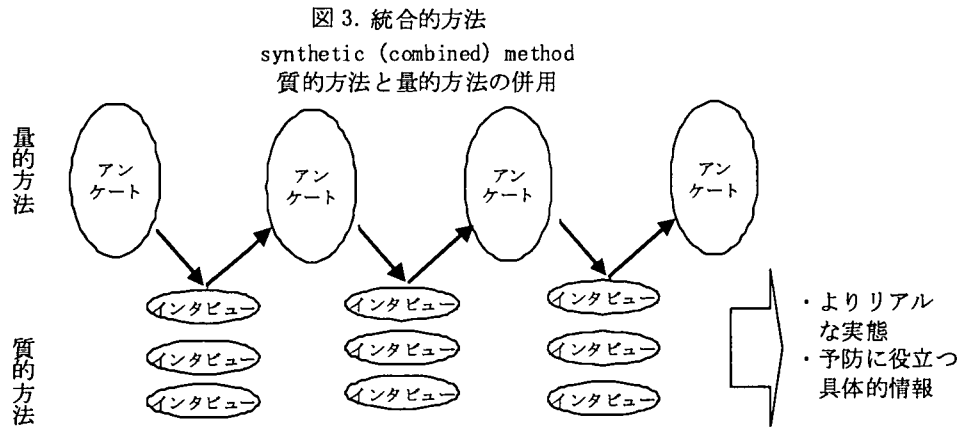 図 3. 統合的方法
synthetic (combined) method
質的方法と量的方法の併用
量的方法
アン
ケート
アン
ケート
アン
ケート
アン
ケート
インタビュー
インタビュー
インタビュー
質的方法
インタビュー
インタビュー
インタビュー
インタビュー
インタビュー
インタビュー
・よりリアル
な実態
・予防に役立つ
具体的情報